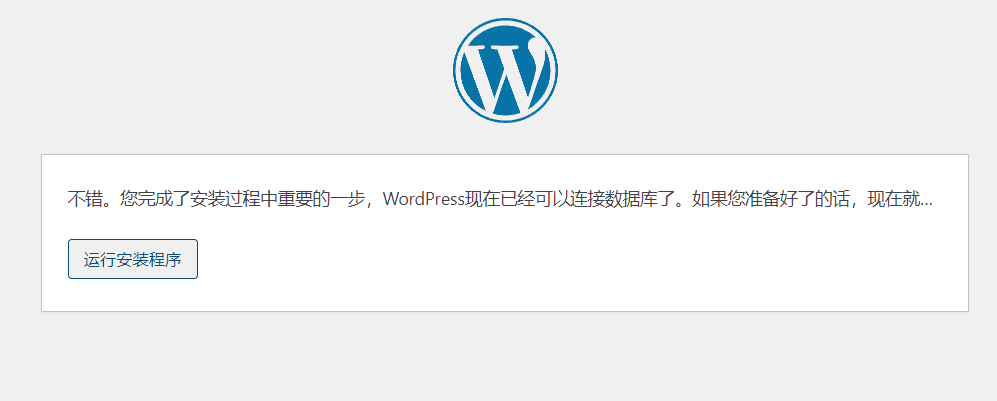 不错。您完成了安装过程中重要的一步，WordPress现在已经可以连接数据库了。如果您准备好了的话，现在就…
运行安装程序